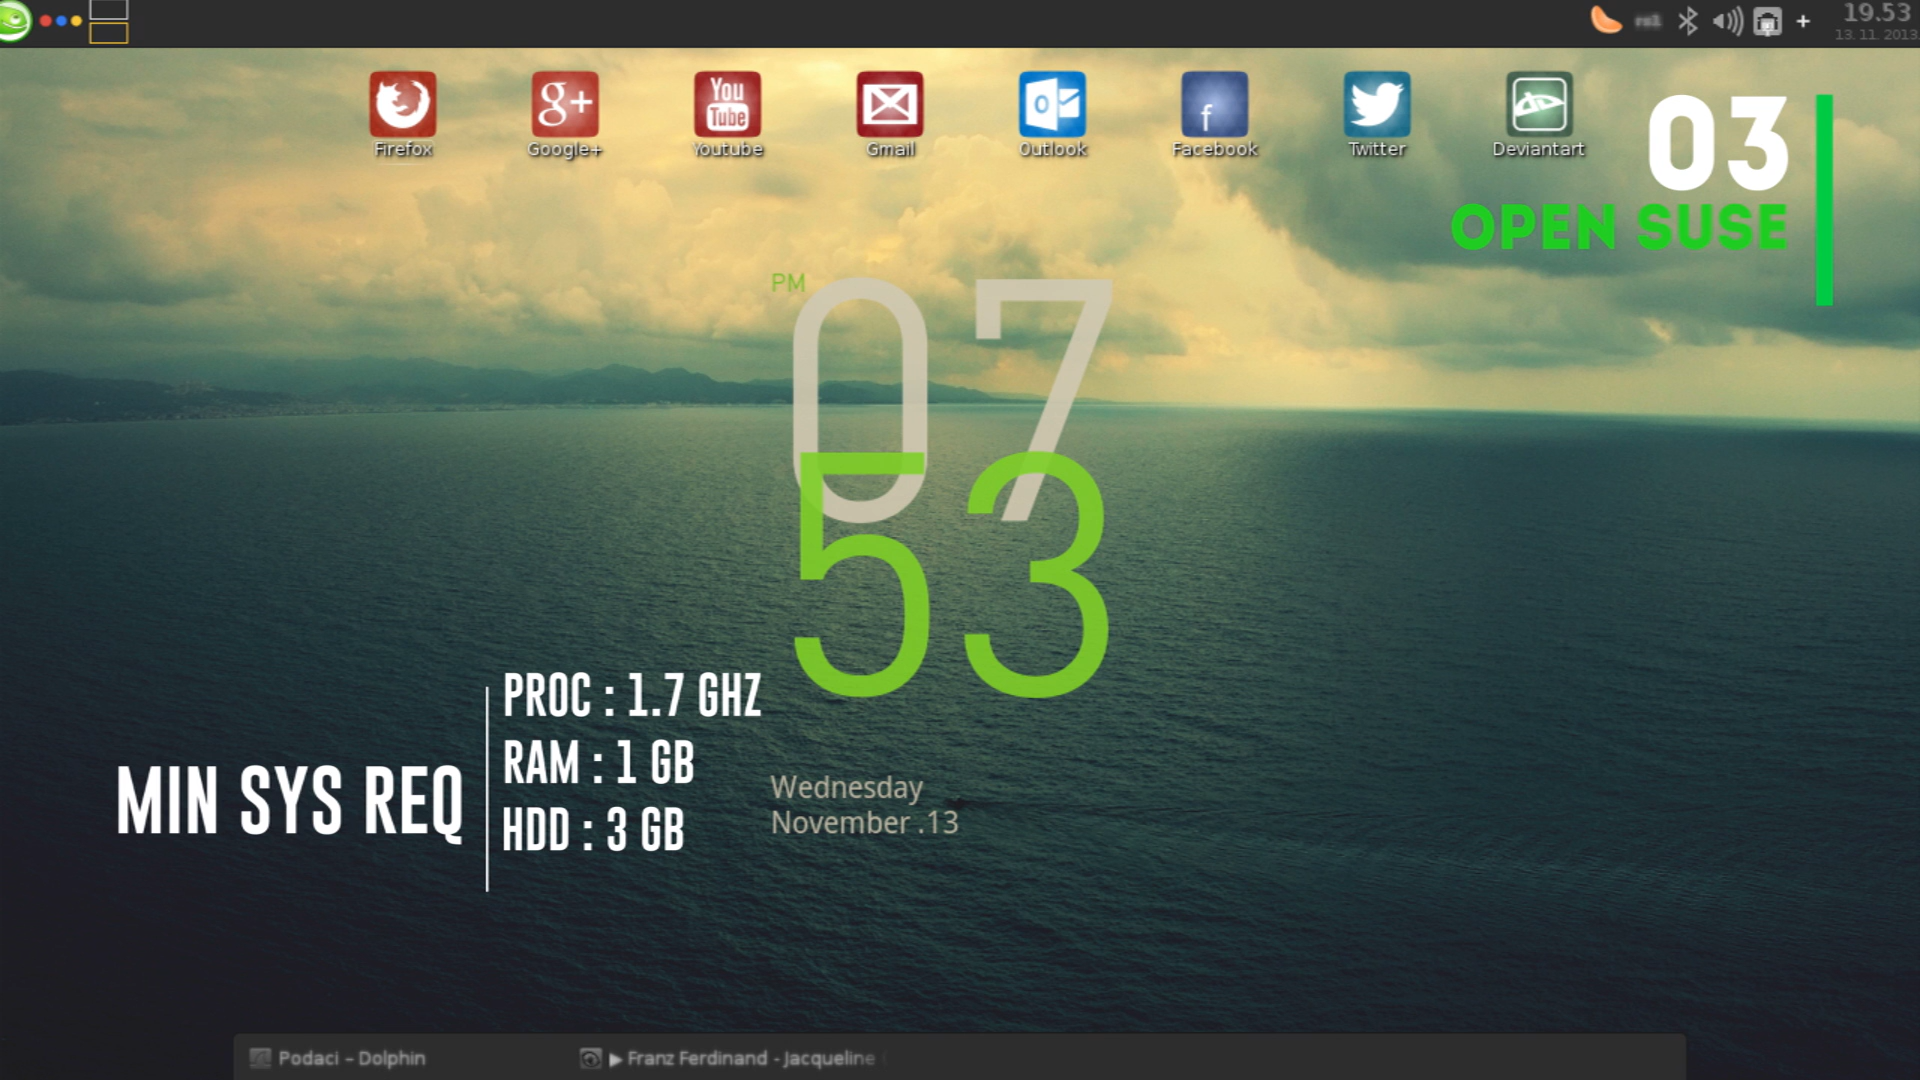 19.53
13.11.2013
Firefox
Google+
Youtube
Gmail
Outlook
Facebook
Twitter
Deviantart
03
OPEN SUSE
PM
07
53
PROC : 1.7 GHZ
RAM : 1 GB
HDD : 3 GB
MIN SYS REQ
Wednesday
November .13
Podaci – Dolphin
▶ Franz Ferdinand - Jacqueline